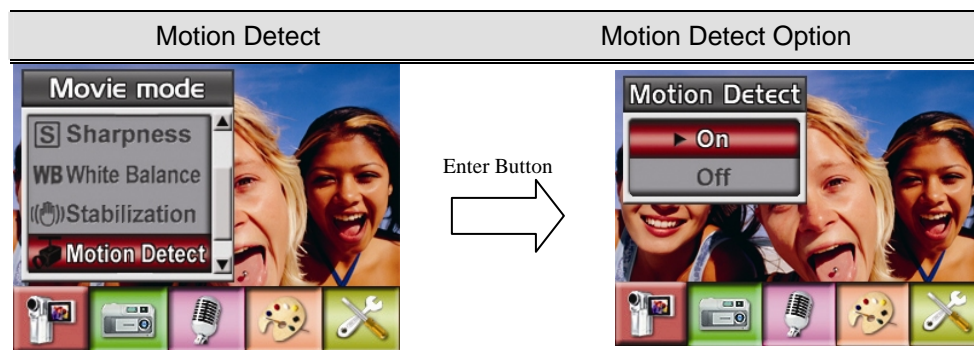 Motion Detect
Motion Detect Option
Movie mode
S Sharpness
WB White Balance
Stabilization
Motion Detect
Enter Button
Motion Detect
On
Off